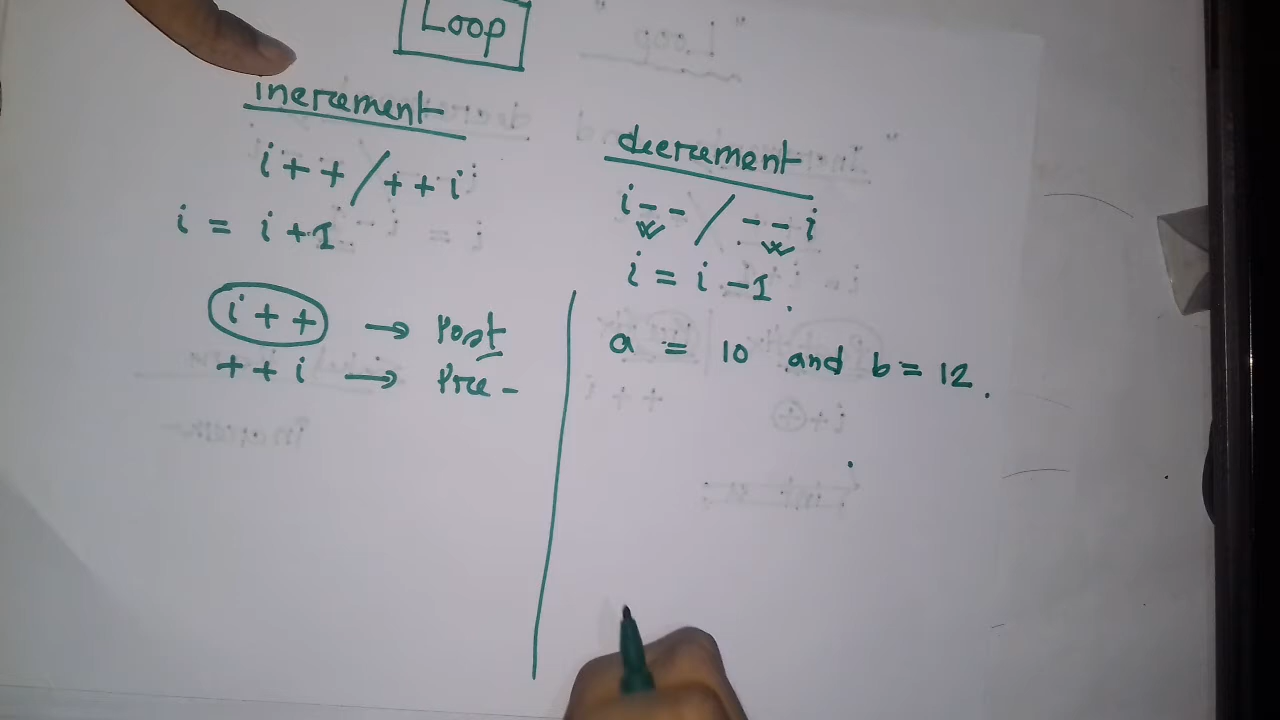 Loop
increment
i++ / ++i
i = i+1
i++ → Post
++i → Pre -
decrement
i-- / --i
i = i -1.
a = 10 and b = 12.